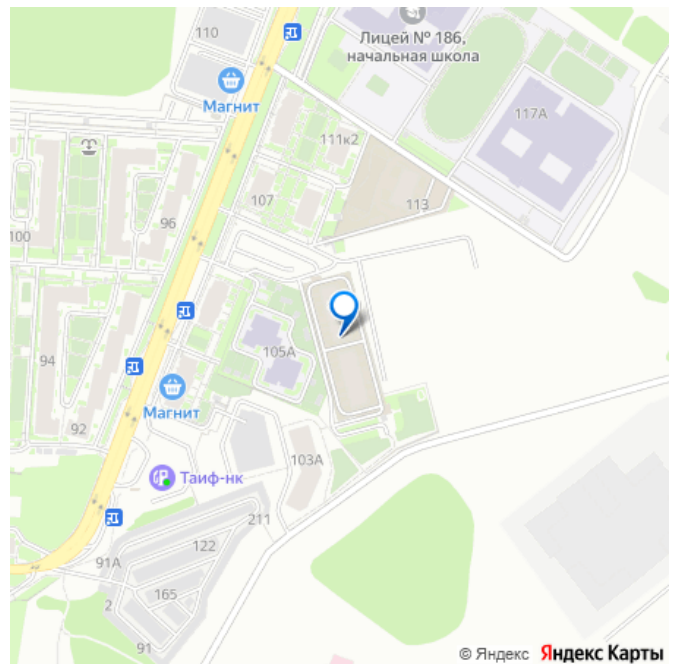 110
Лицей № 186,
начальная школа
Магнит
117А
111к2
107
113
96
100
105А
94
Магнит
92
103А
Таиф-нк
211
122
91А
165
2
91
© Яндекс Яндекс Карты